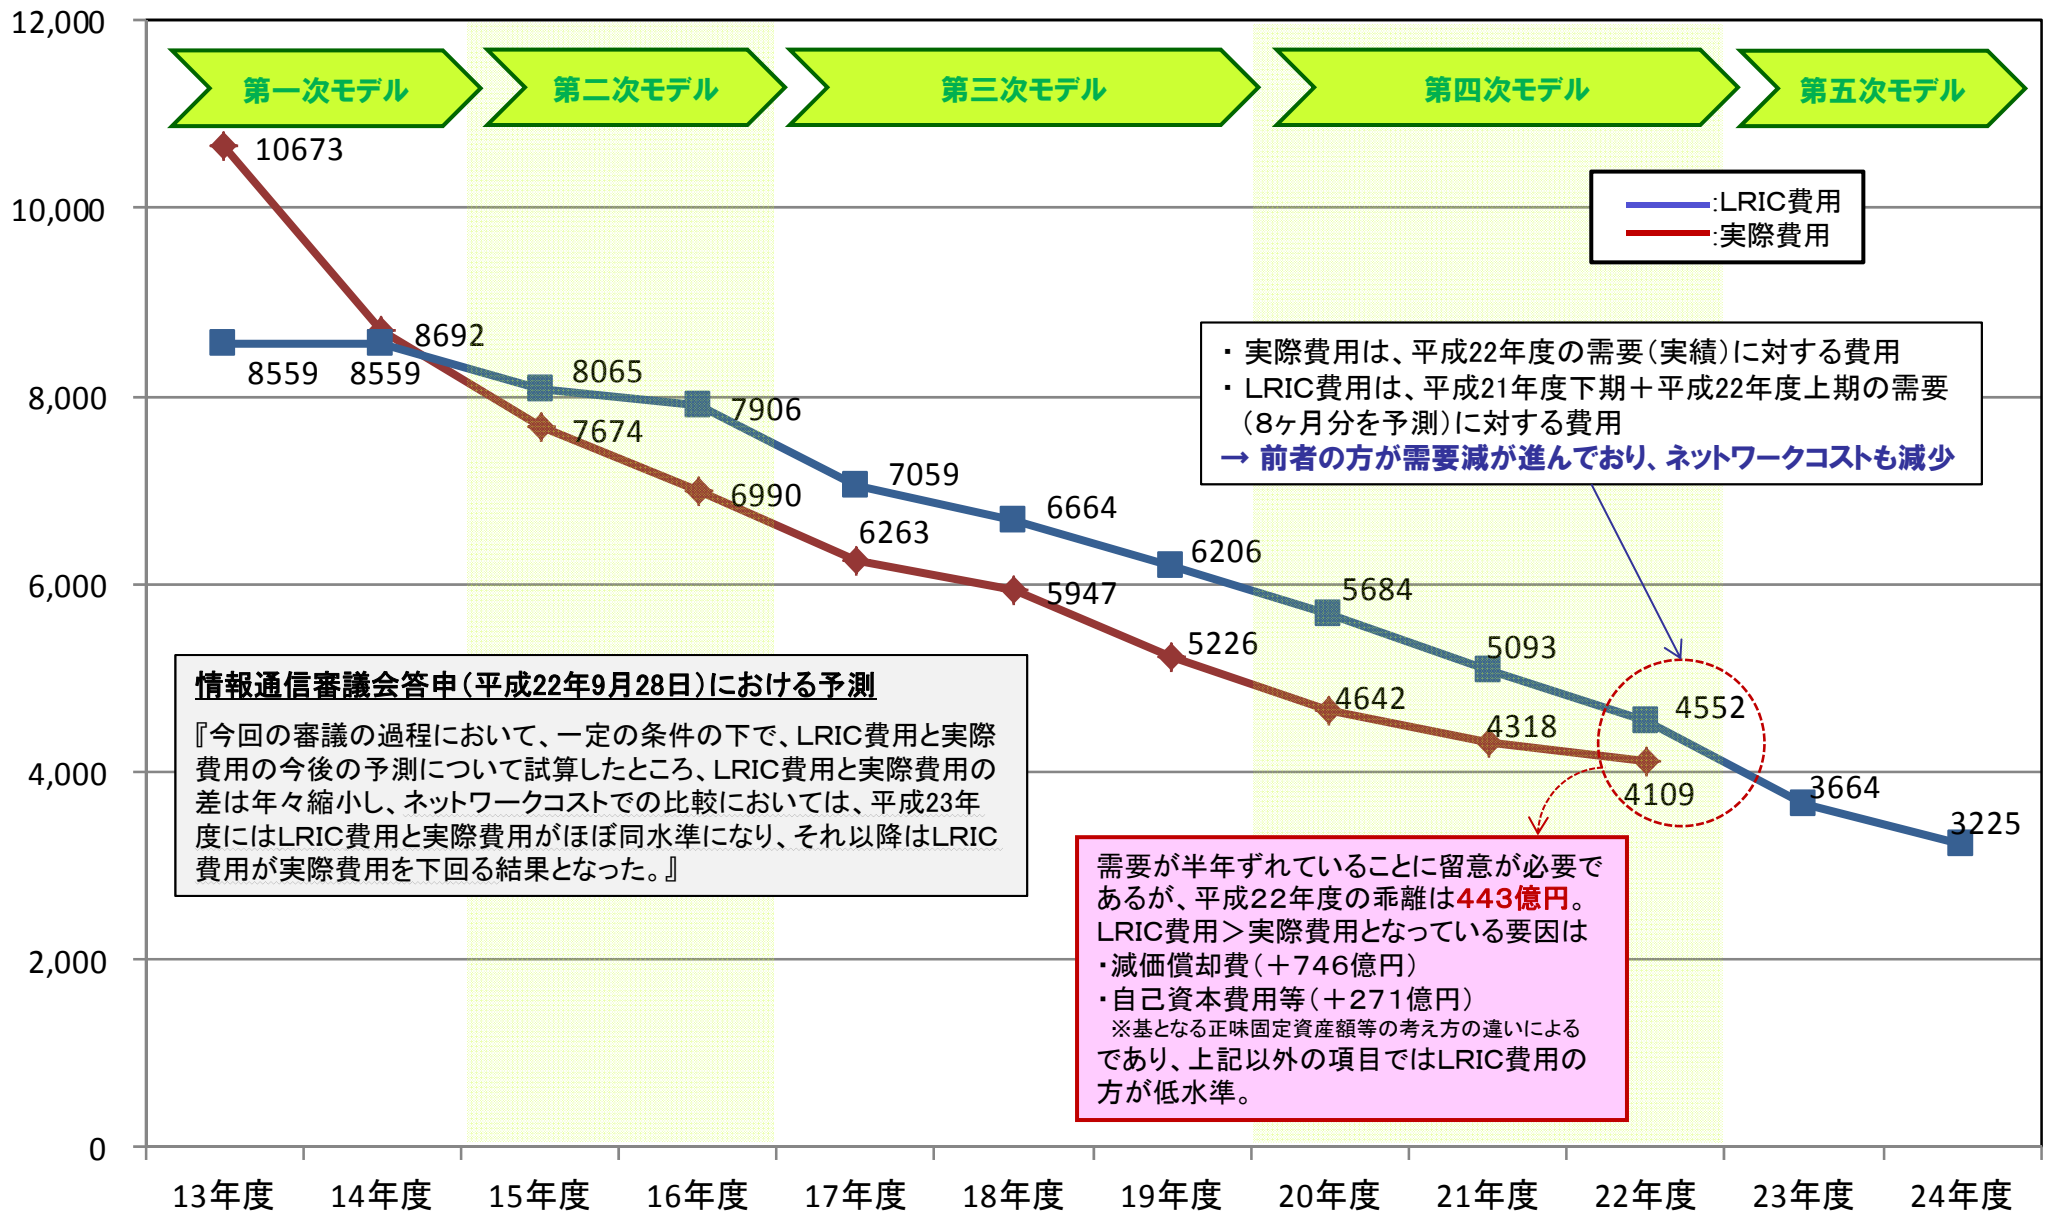 12,000
10,000
8,000
6,000
4,000
2,000
0
第一次モデル
第二次モデル
第三次モデル
第四次モデル
第五次モデル
:LRIC費用
:実際費用
10673
8692
8559
8559
8065
7674
7906
6990
7059
6263
6664
5947
6206
5226
5684
4642
5093
4318
4552
4109
3664
3225
・ 実際費用は、平成22年度の需要(実績)に対する費用
・ LRIC費用は、平成21年度下期+平成22年度上期の需要
(8ヶ月分を予測)に対する費用
→ 前者の方が需要減が進んでおり、ネットワークコストも減少
情報通信審議会答申(平成22年9月28日)における予測
『今回の審議の過程において、一定の条件の下で、LRIC費用と実際
費用の今後の予測について試算したところ、LRIC費用と実際費用の
差は年々縮小し、ネットワークコストでの比較においては、平成23年
度にはLRIC費用と実際費用がほぼ同水準になり、それ以降はLRIC
費用が実際費用を下回る結果となった。』
需要が半年ずれていることに留意が必要で
あるが、平成22年度の乖離は443億円。
LRIC費用>実際費用となっている要因は
・減価償却費(+746億円)
・自己資本費用等(+271億円)
※基となる正味固定資産額等の考え方の違いによる
であり、上記以外の項目ではLRIC費用の
方が低水準。
13年度
14年度
15年度
16年度
17年度
18年度
19年度
20年度
21年度
22年度
23年度
24年度